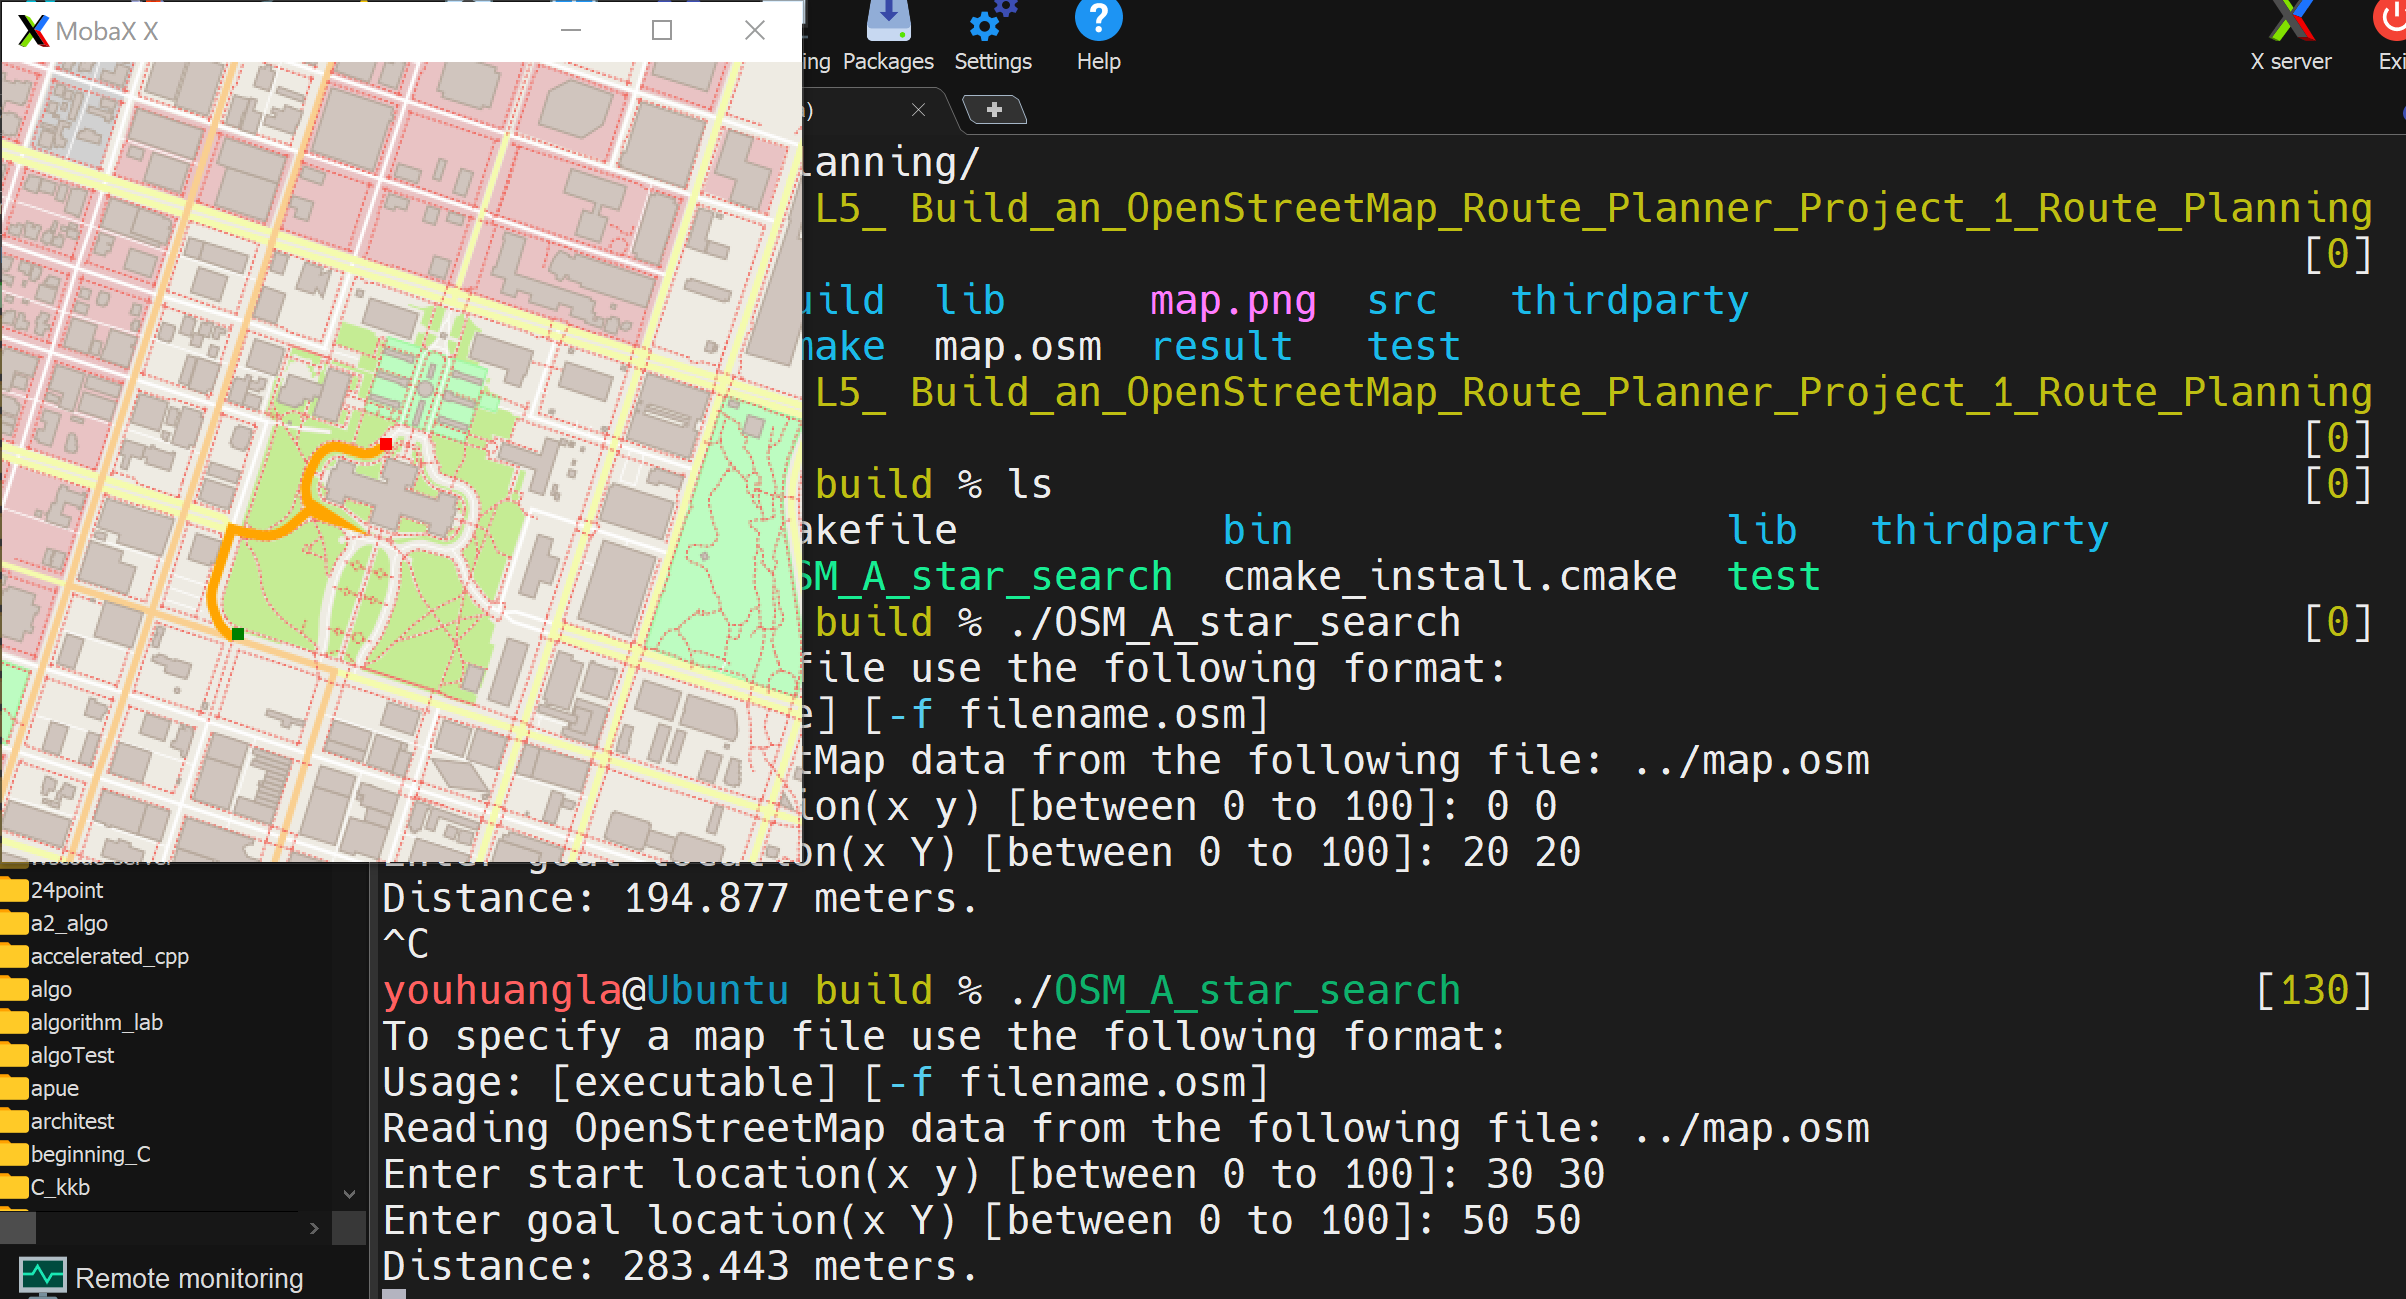 MobaX X
ing Packages Settings Help X server Exi
)
anning/
L5_ Build_an_OpenStreetMap_Route_Planner_Project_1_Route_Planning
[0]
uild lib map.png src thirdparty
make map.osm result test
L5_ Build_an_OpenStreetMap_Route_Planner_Project_1_Route_Planning
[0]
build % ls [0]
akefile bin lib thirdparty
SM_A_star_search cmake_install.cmake test
build % ./OSM_A_star_search [0]
file use the following format:
e] [-f filename.osm]
tMap data from the following file: ../map.osm
ion(x y) [between 0 to 100]: 0 0
Enter goal location(x Y) [between 0 to 100]: 20 20
Distance: 194.877 meters.
^C
youhuangla@Ubuntu build % ./OSM_A_star_search [130]
To specify a map file use the following format:
Usage: [executable] [-f filename.osm]
Reading OpenStreetMap data from the following file: ../map.osm
Enter start location(x y) [between 0 to 100]: 30 30
Enter goal location(x Y) [between 0 to 100]: 50 50
Distance: 283.443 meters.
24point
a2_algo
accelerated_cpp
algo
algorithm_lab
algoTest
apue
architest
beginning_C
C_kkb
Remote monitoring